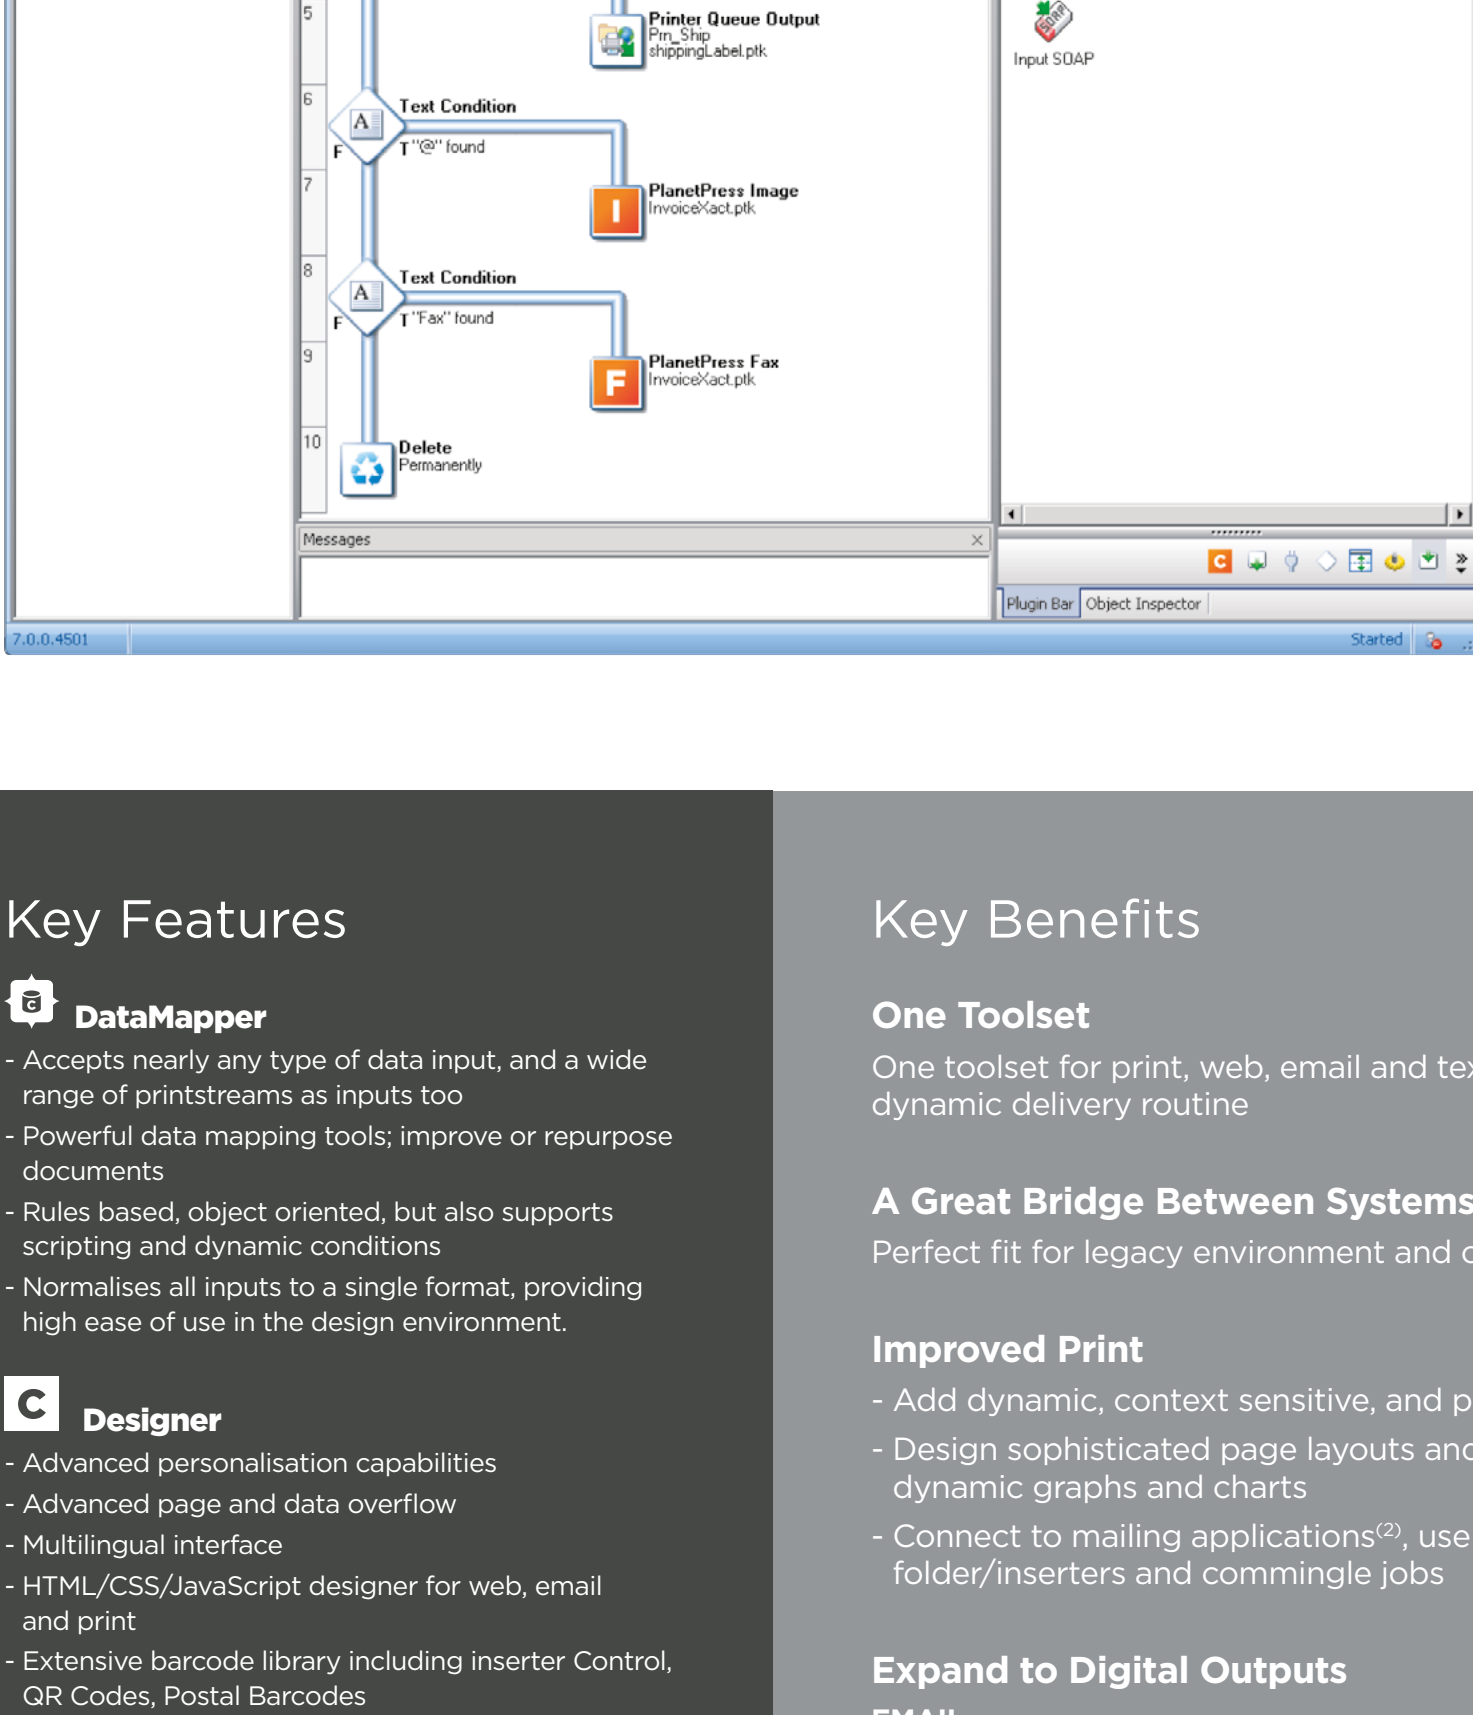 5
Printer Queue Output
Prn_Ship
shippingLabel.ptk
SOAP
Input SOAP
6
Text Condition
A
F
T "@" found
7
PlanetPress Image
I
InvoiceXact.ptk
8
Text Condition
A
F
T "Fax" found
9
PlanetPress Fax
F
InvoiceXact.ptk
10
Delete
Permanently
Messages
C
Plugin Bar
Object Inspector
7.0.0.4501
Started
Key Features
C
DataMapper
- Accepts nearly any type of data input, and a wide
range of printstreams as inputs too
- Powerful data mapping tools; improve or repurpose
documents
- Rules based, object oriented, but also supports
scripting and dynamic conditions
- Normalises all inputs to a single format, providing
high ease of use in the design environment.
C
Designer
- Advanced personalisation capabilities
- Advanced page and data overflow
- Multilingual interface
- HTML/CSS/JavaScript designer for web, email
and print
- Extensive barcode library including inserter Control,
QR Codes, Postal Barcodes
Key Benefits
One Toolset
One toolset for print, web, email and
dynamic delivery routine
A Great Bridge Between Systems
Perfect fit for legacy environment and
Improved Print
- Add dynamic, context sensitive, and
- Design sophisticated page layouts and
dynamic graphs and charts
- Connect to mailing applications(2), use
folder/inserters and commingle jobs
Expand to Digital Outputs
EMAIL